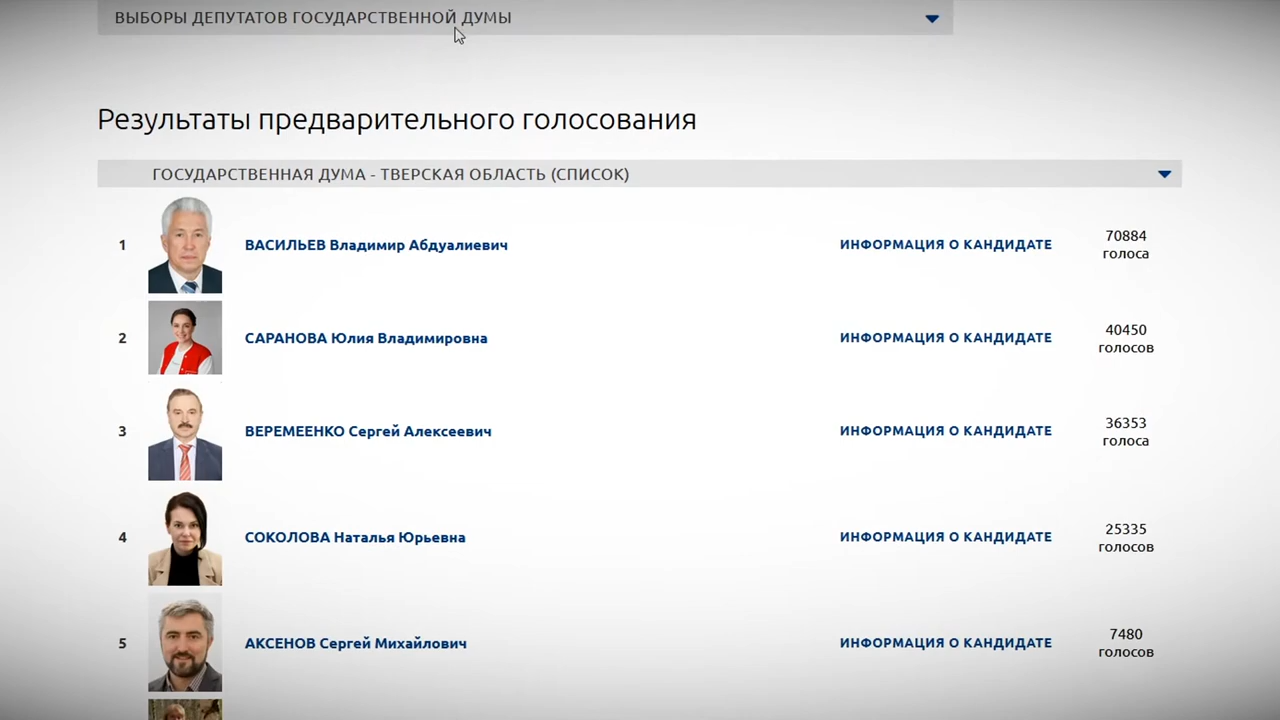 ВЫБОРЫ ДЕПУТАТОВ ГОСУДАРСТВЕННОЙ ДУМЫ
Результаты предварительного голосования
ГОСУДАРСТВЕННАЯ ДУМА - ТВЕРСКАЯ ОБЛАСТЬ (СПИСОК)
1 ВАСИЛЬЕВ Владимир Абдуалиевич ИНФОРМАЦИЯ О КАНДИДАТЕ 70884
голоса
2 САРАНОВА Юлия Владимировна ИНФОРМАЦИЯ О КАНДИДАТЕ 40450
голосов
3 ВЕРЕМЕЕНКО Сергей Алексеевич ИНФОРМАЦИЯ О КАНДИДАТЕ 36353
голоса
4 СОКОЛОВА Наталья Юрьевна ИНФОРМАЦИЯ О КАНДИДАТЕ 25335
голосов
5 АКСЕНОВ Сергей Михайлович ИНФОРМАЦИЯ О КАНДИДАТЕ 7480
голосов